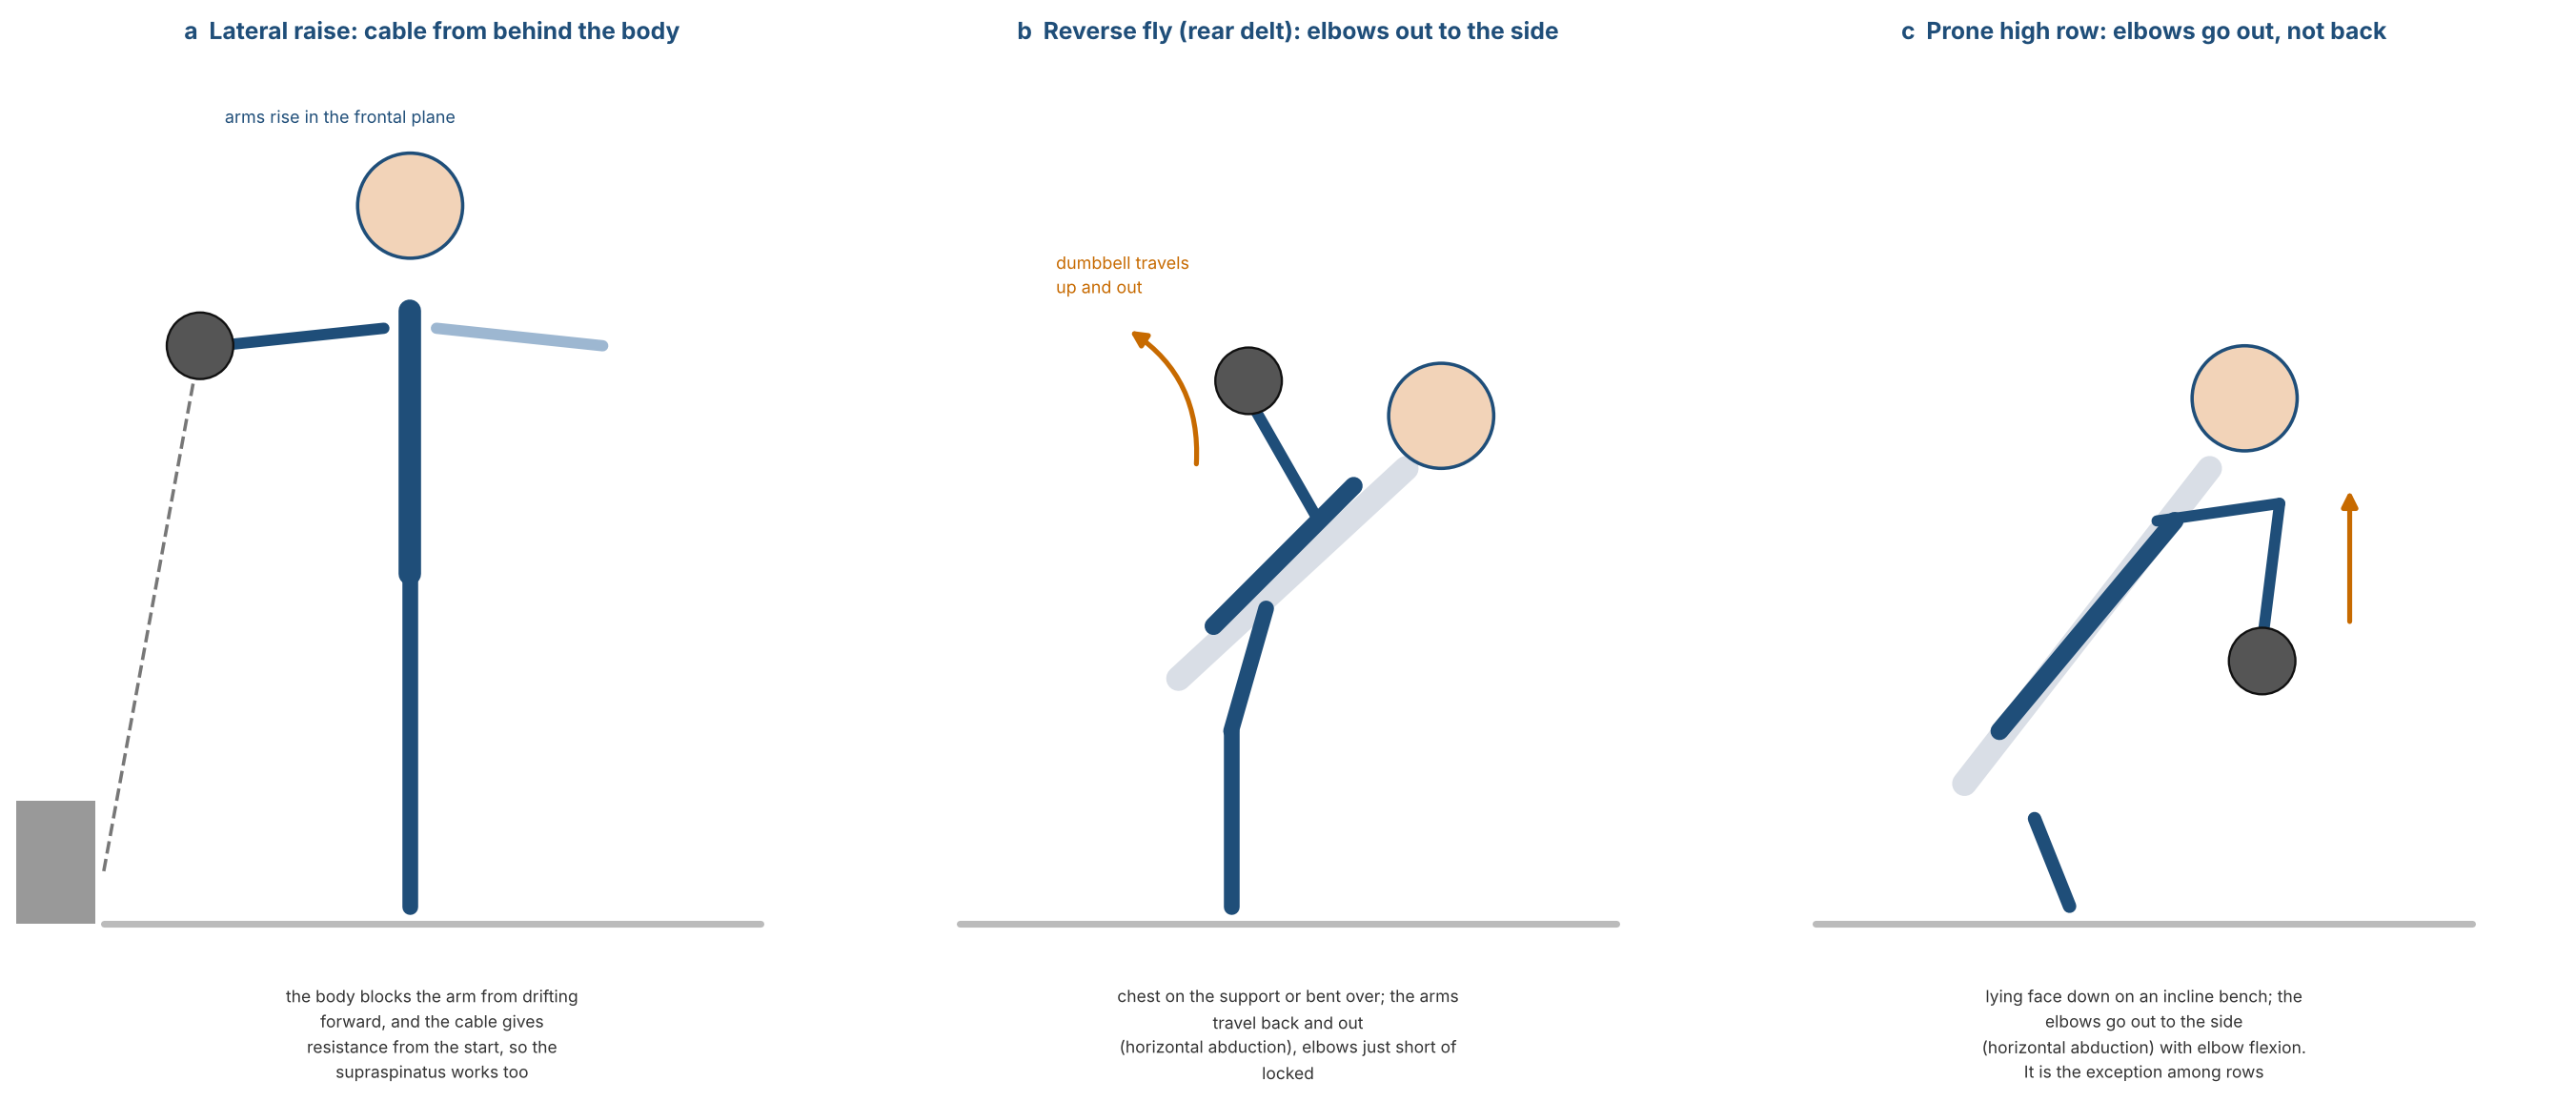 a Lateral raise: cable from behind the body
arms rise in the frontal plane
the body blocks the arm from drifting
forward, and the cable gives
resistance from the start, so the
supraspinatus works too
b Reverse fly (rear delt): elbows out to the side
dumbbell travels
up and out
chest on the support or bent over; the arms
travel back and out
(horizontal abduction), elbows just short of
locked
c Prone high row: elbows go out, not back
lying face down on an incline bench; the
elbows go out to the side
(horizontal abduction) with elbow flexion.
It is the exception among rows